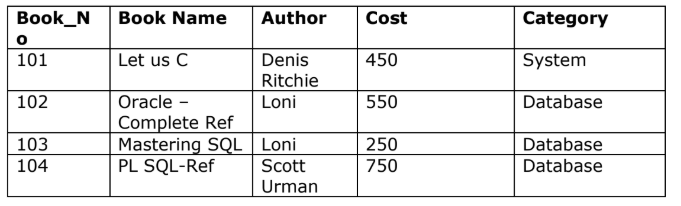 Book_N Book Name Author Cost Category
o
101 Let us C Denis 450 System
Ritchie
102 Oracle – Loni 550 Database
Complete Ref
103 Mastering SQL Loni 250 Database
104 PL SQL-Ref Scott 750 Database
Urman